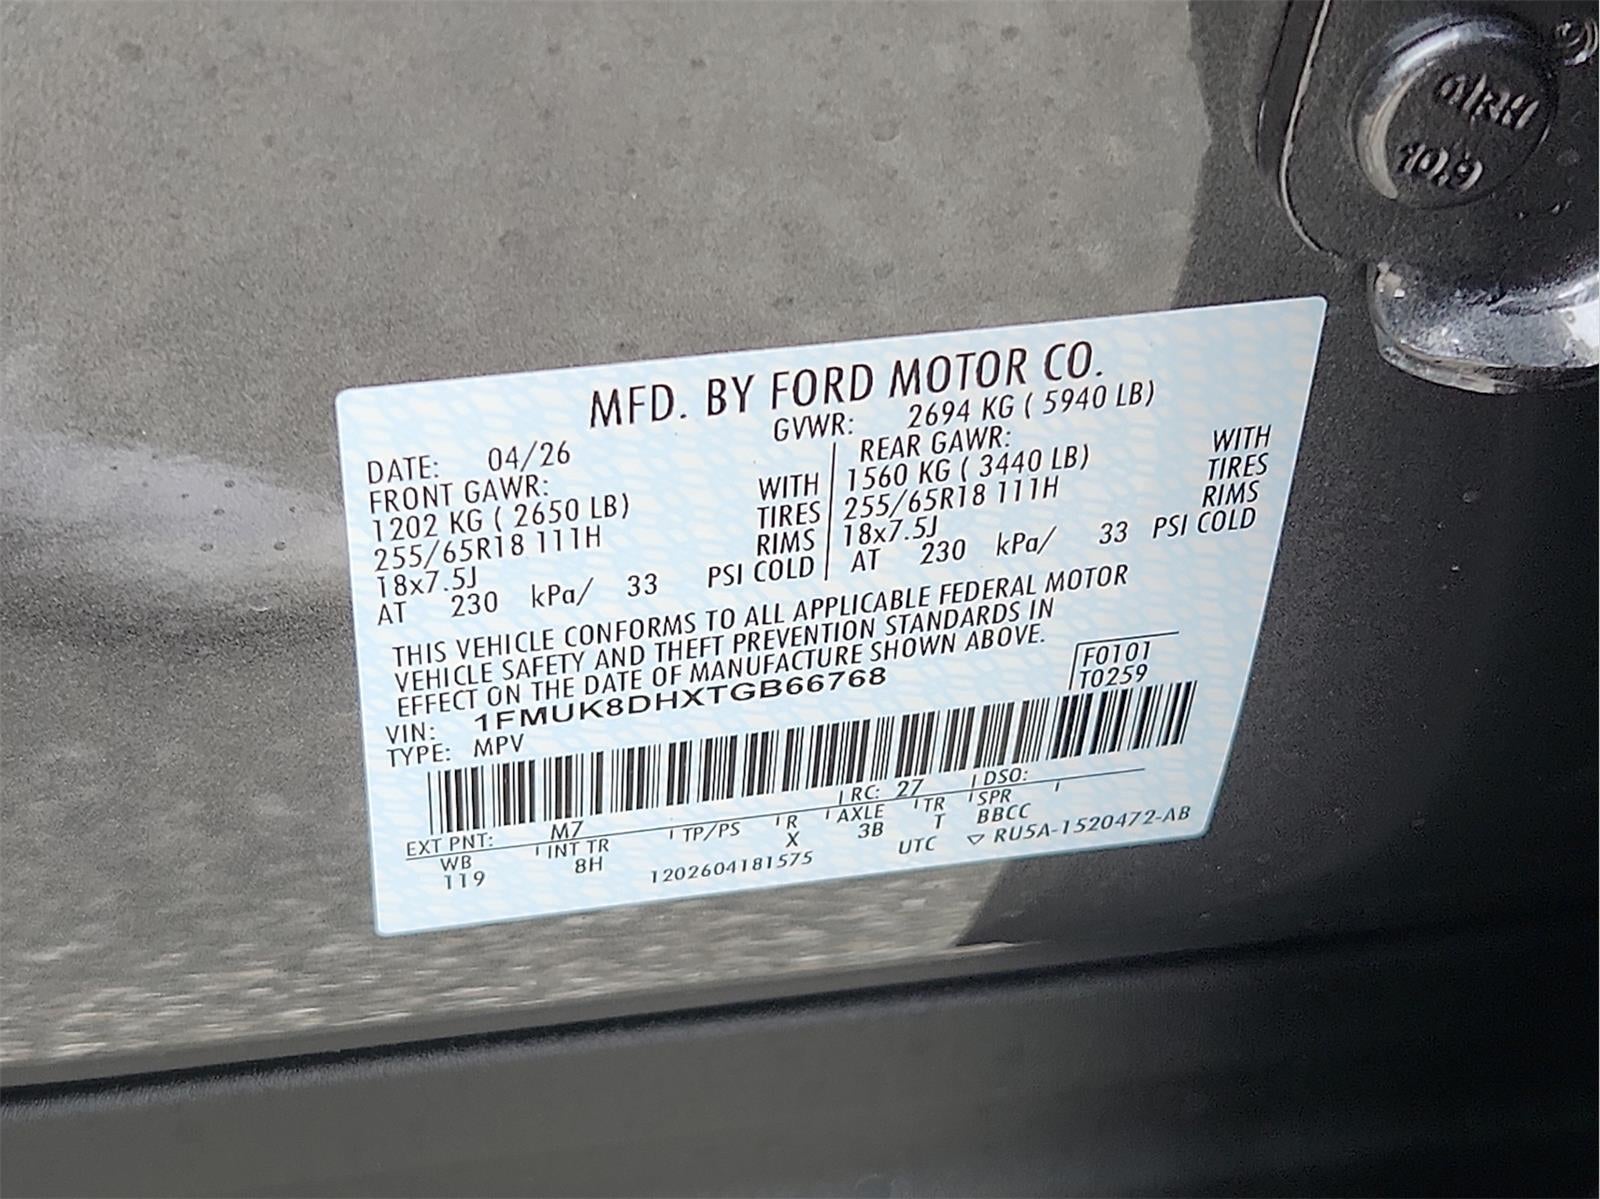 MFD. BY FORD MOTOR CO.
DATE: 04/26 GVWR: 2694 KG ( 5940 LB)
FRONT GAWR: REAR GAWR:
1202 KG ( 2650 LB) WITH 1560 KG ( 3440 LB) WITH
255/65R18 111H TIRES 255/65R18 111H TIRES
18x7.5J RIMS 18x7.5J RIMS
AT 230 kPa/ 33 PSI COLD AT 230 kPa/ 33 PSI COLD
THIS VEHICLE CONFORMS TO ALL APPLICABLE FEDERAL MOTOR
VEHICLE SAFETY AND THEFT PREVENTION STANDARDS IN
EFFECT ON THE DATE OF MANUFACTURE SHOWN ABOVE.
VIN: 1FMUK8DHXTGB66768 F0101
TYPE: MPV T0259
EXT PNT: M7 RC: 27 DSO:
WB INT TR TP/PS R AXLE TR SPR
119 8H X 3B T BBCC
1202604181575 UTC ▽ RU5A-1520472-AB
10.9